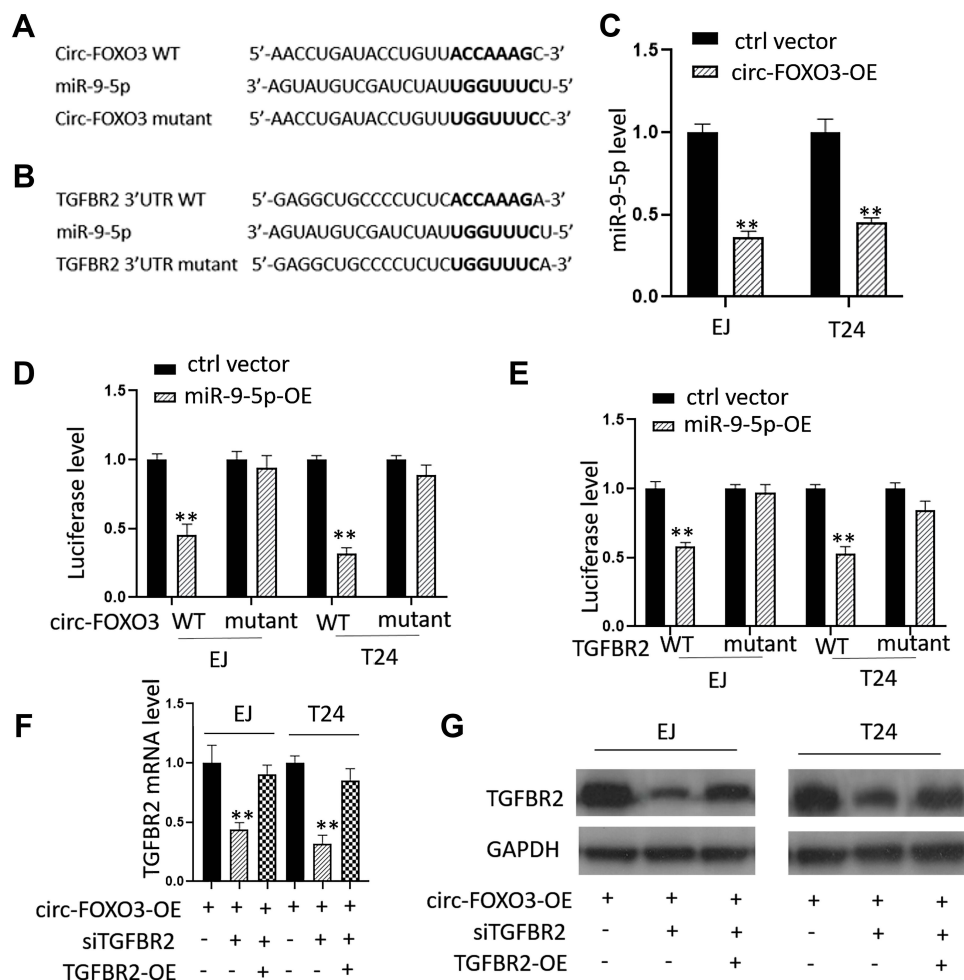 A
Circ-FOXO3 WT 5'-AACCUGAUACCUGUUACCAAAGC-3'
miR-9-5p 3'-AGUAUGUCGAUCUAUUGGUUUCU-5'
Circ-FOXO3 mutant 5'-AACCUGAUACCUGUUUGGUUUCC-3'
B
TGFBR2 3'UTR WT 5'-GAGGCUGCCCCUCUCACCAAAGA-3'
miR-9-5p 3'-AGUAUGUCGAUCUAUUGGUUUCU-5'
TGFBR2 3'UTR mutant 5'-GAGGCUGCCCCUCUCUGGUUUCA-3'
C
ctrl vector
circ-FOXO3-OE
miR-9-5p level
1.5
1.0
0.5
0.0
** **
EJ T24
D
ctrl vector
miR-9-5p-OE
Luciferase level
1.5
1.0
0.5
0.0
** **
circ-FOXO3 WT mutant WT mutant
EJ T24
E
ctrl vector
miR-9-5p-OE
Luciferase level
1.5
1.0
0.5
0.0
** **
TGFBR2 WT mutant WT mutant
EJ T24
F
EJ T24
TGFBR2 mRNA level
1.5
1.0
0.5
0.0
** **
circ-FOXO3-OE + + + + + +
siTGFBR2 - + + - + +
TGFBR2-OE - - + - - +
G
EJ T24
TGFBR2
GAPDH
circ-FOXO3-OE + + + + + +
siTGFBR2 - + + - + +
TGFBR2-OE - - + - - +